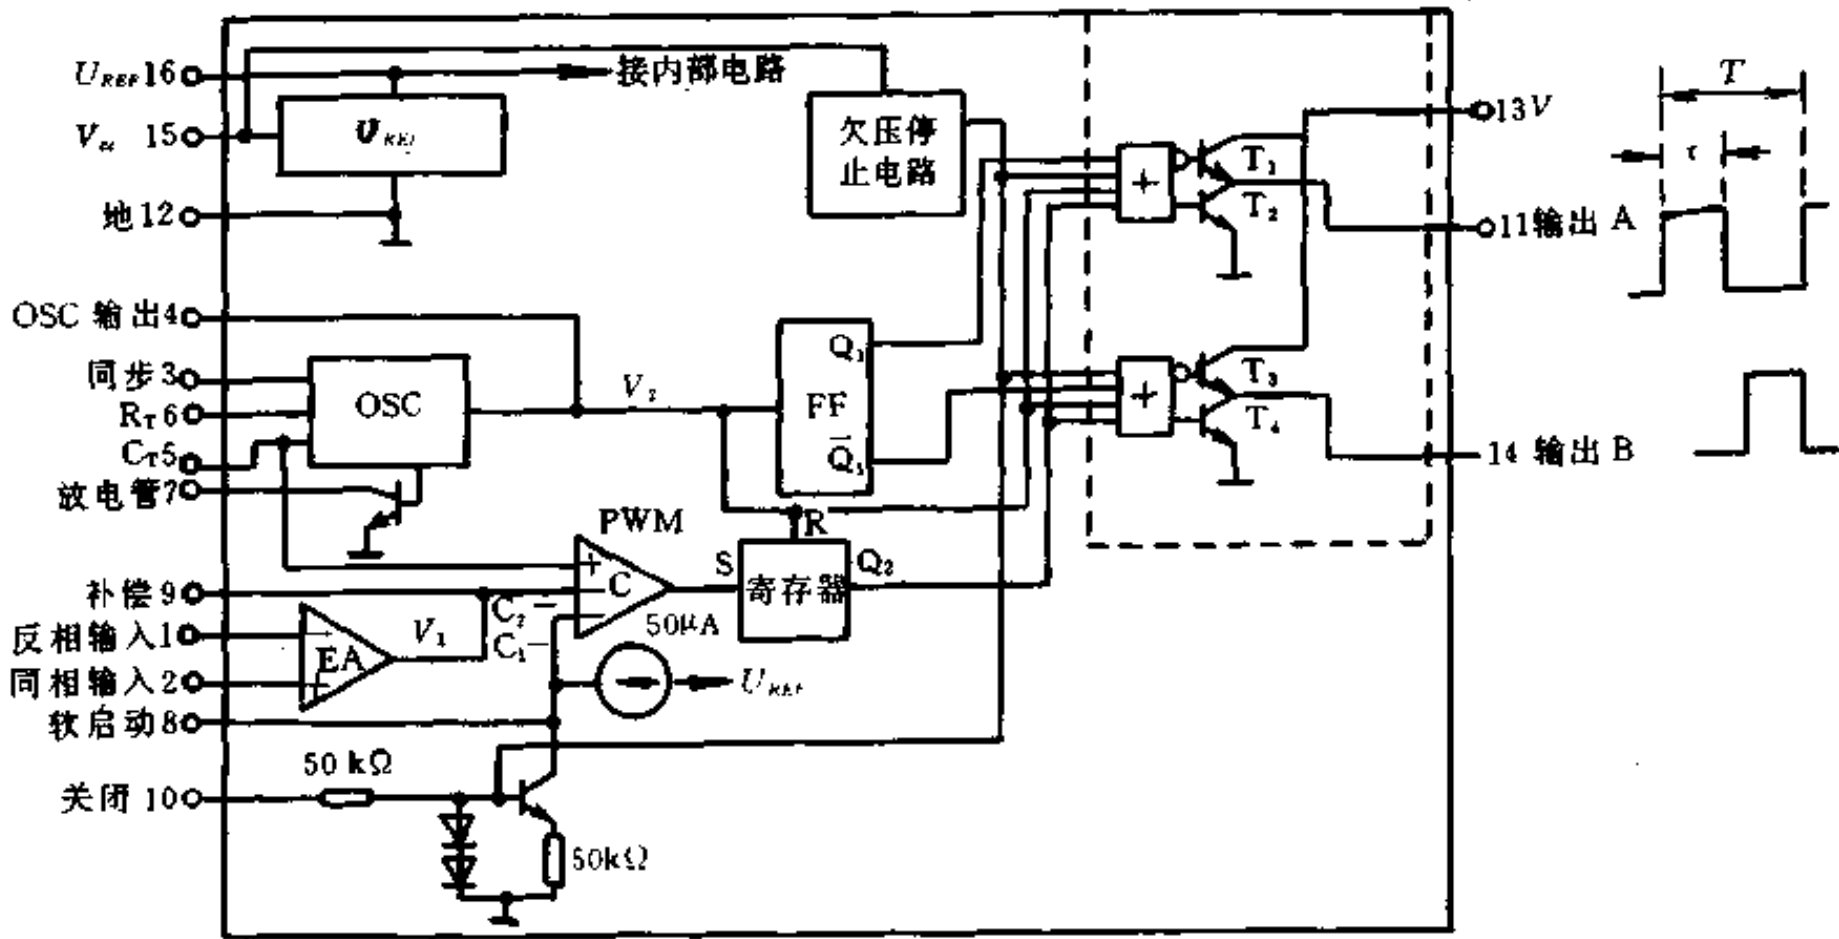 U_REF 16
接内部电路
V_cc 15
U_REF
欠压停
止电路
地 12
13 V
T
τ
T₁
T₂
11 输出 A
OSC 输出 4
同步 3
R_T 6
C_T 5
放电管 7
OSC
V₂
FF
Q₁
Q̄₁
+
+
T₃
T₄
14 输出 B
PWM
R
S
寄存器
Q₂
补偿 9
反相输入 1
同相输入 2
软启动 8
关闭 10
EA
V₁
C₂ −
C₁ −
+
C
−
−
50μA
U_REF
50 kΩ
50kΩ